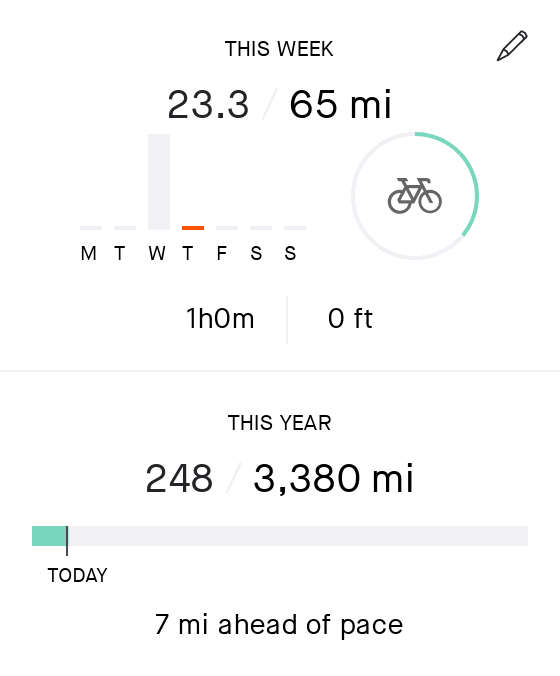 THIS WEEK
23.3 / 65 mi
M T W T F S S
1h0m 0 ft
THIS YEAR
248 / 3,380 mi
TODAY
7 mi ahead of pace